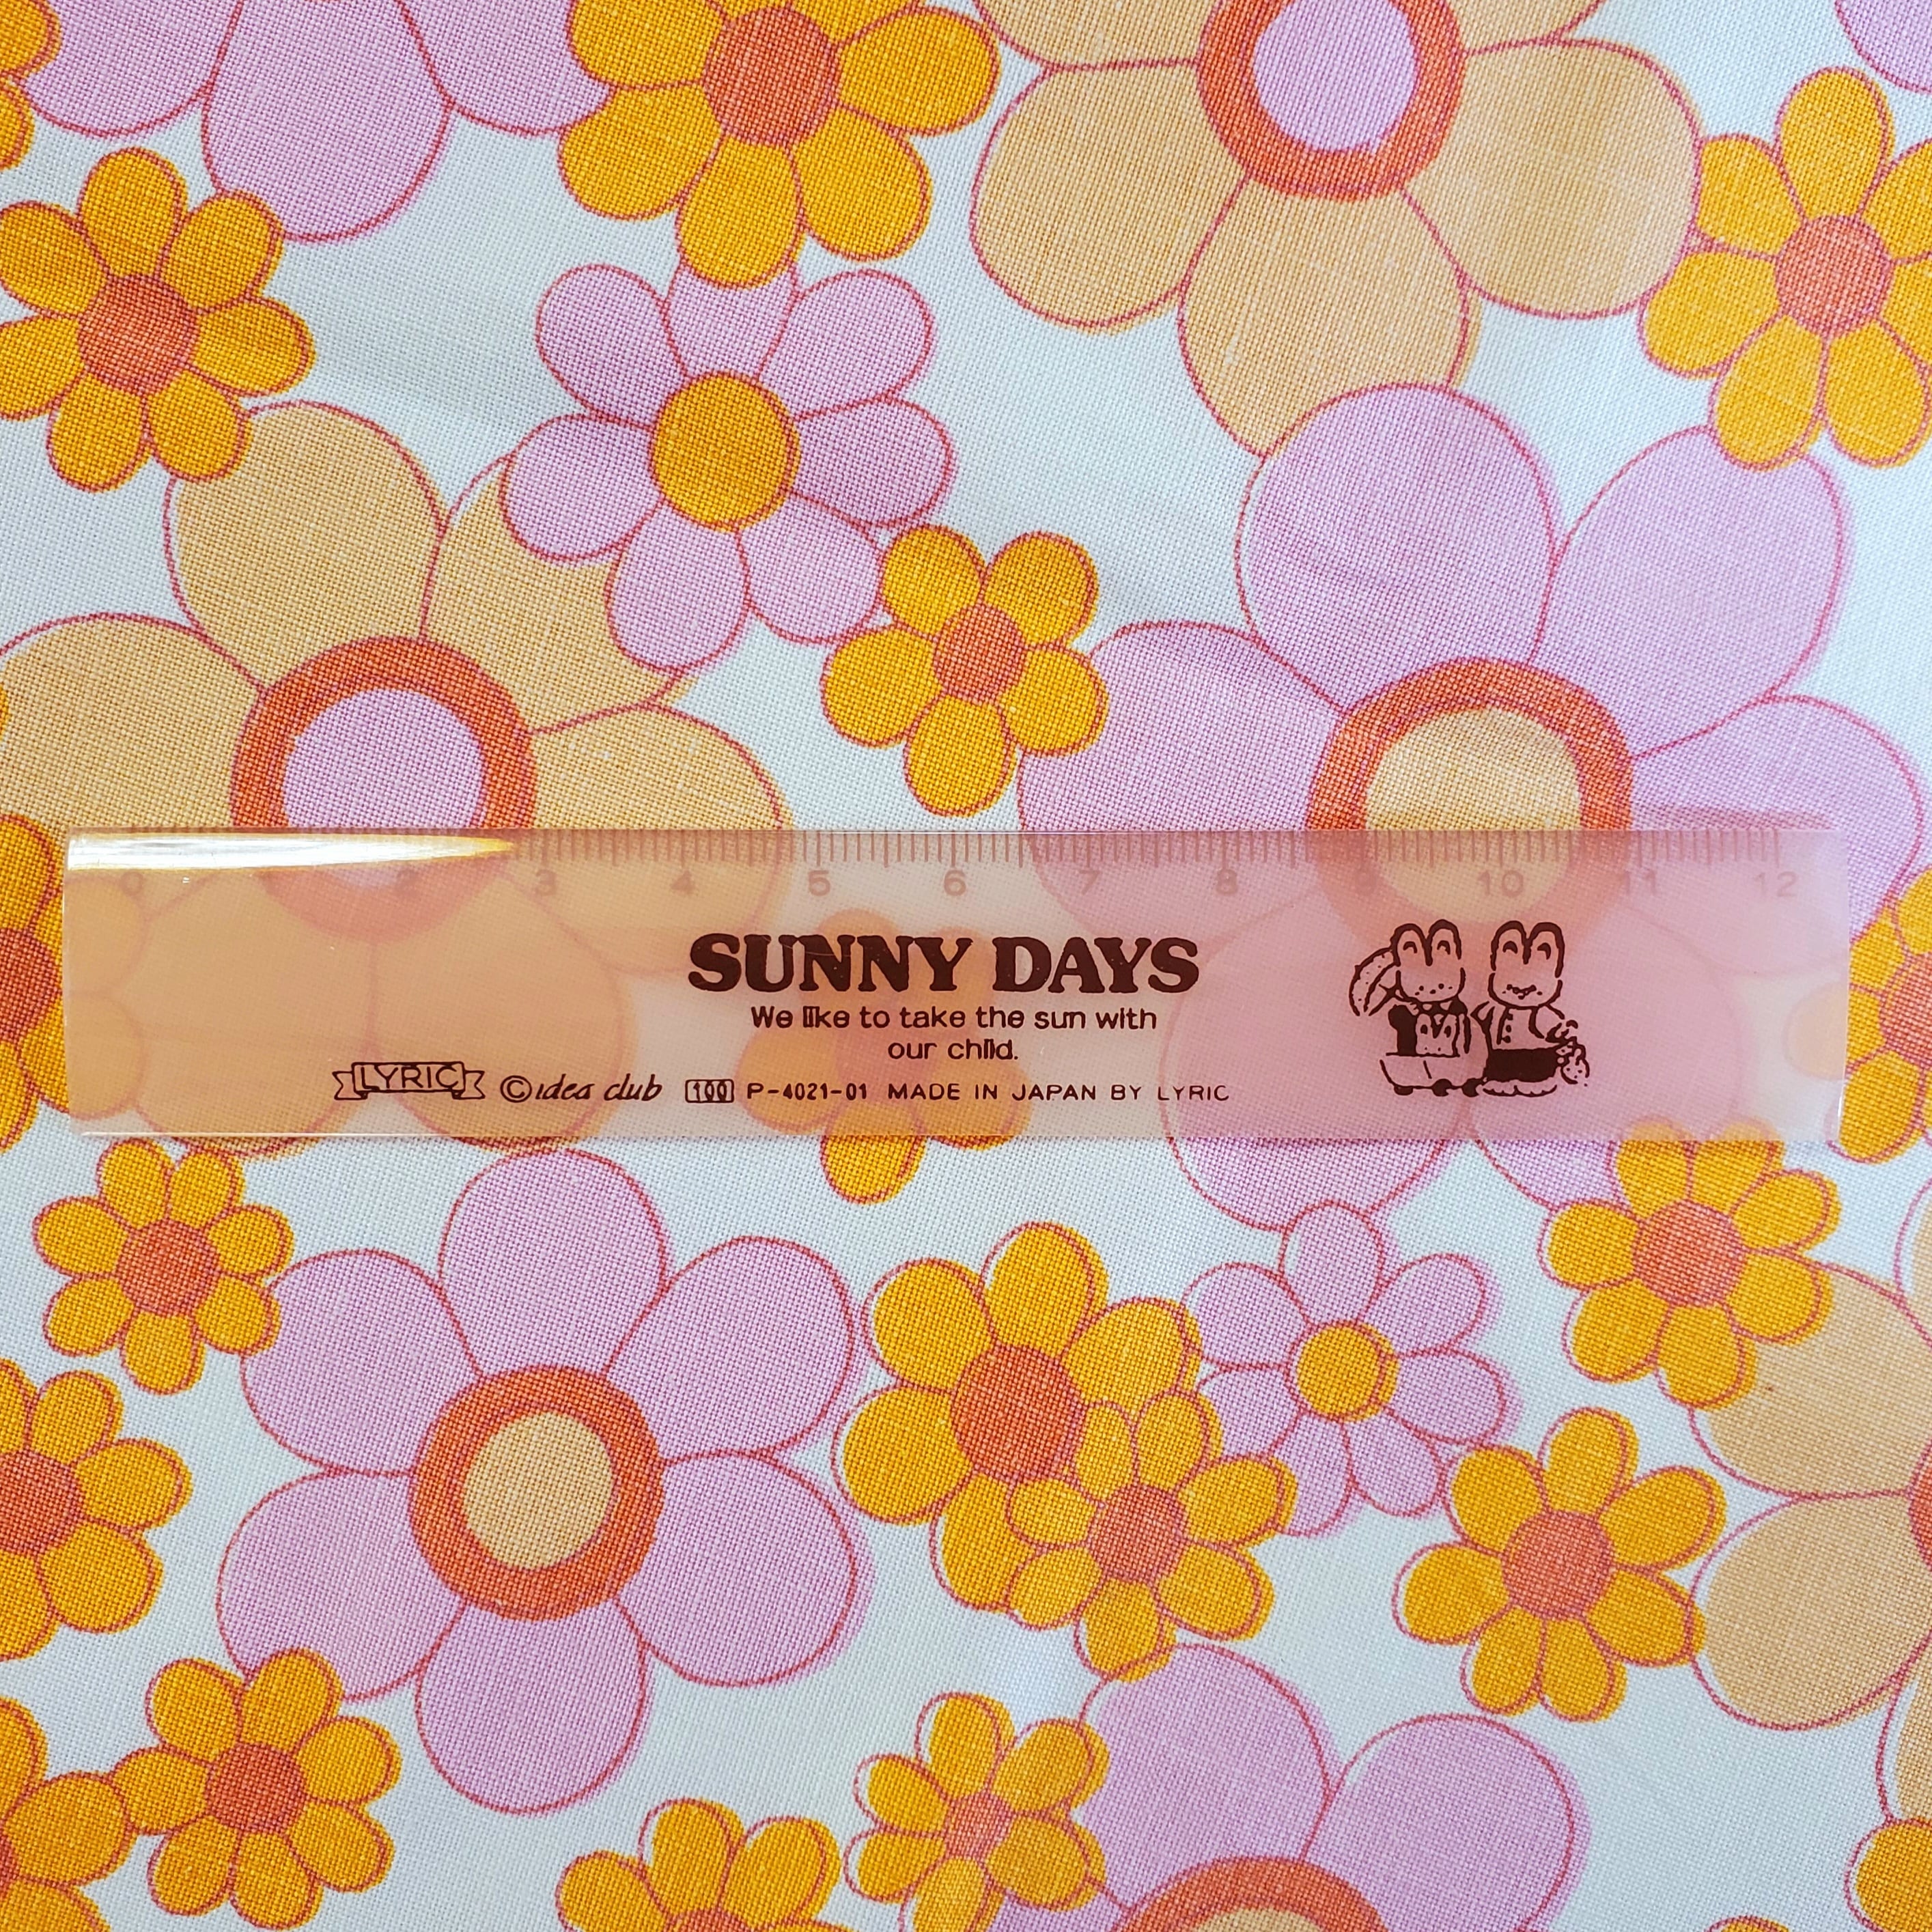 0 2 3 4 5 6 7 8 9 10 11 12
SUNNY DAYS
We like to take the sun with
our child.
LYRIC ©idea club 100 P-4021-01 MADE IN JAPAN BY LYRIC